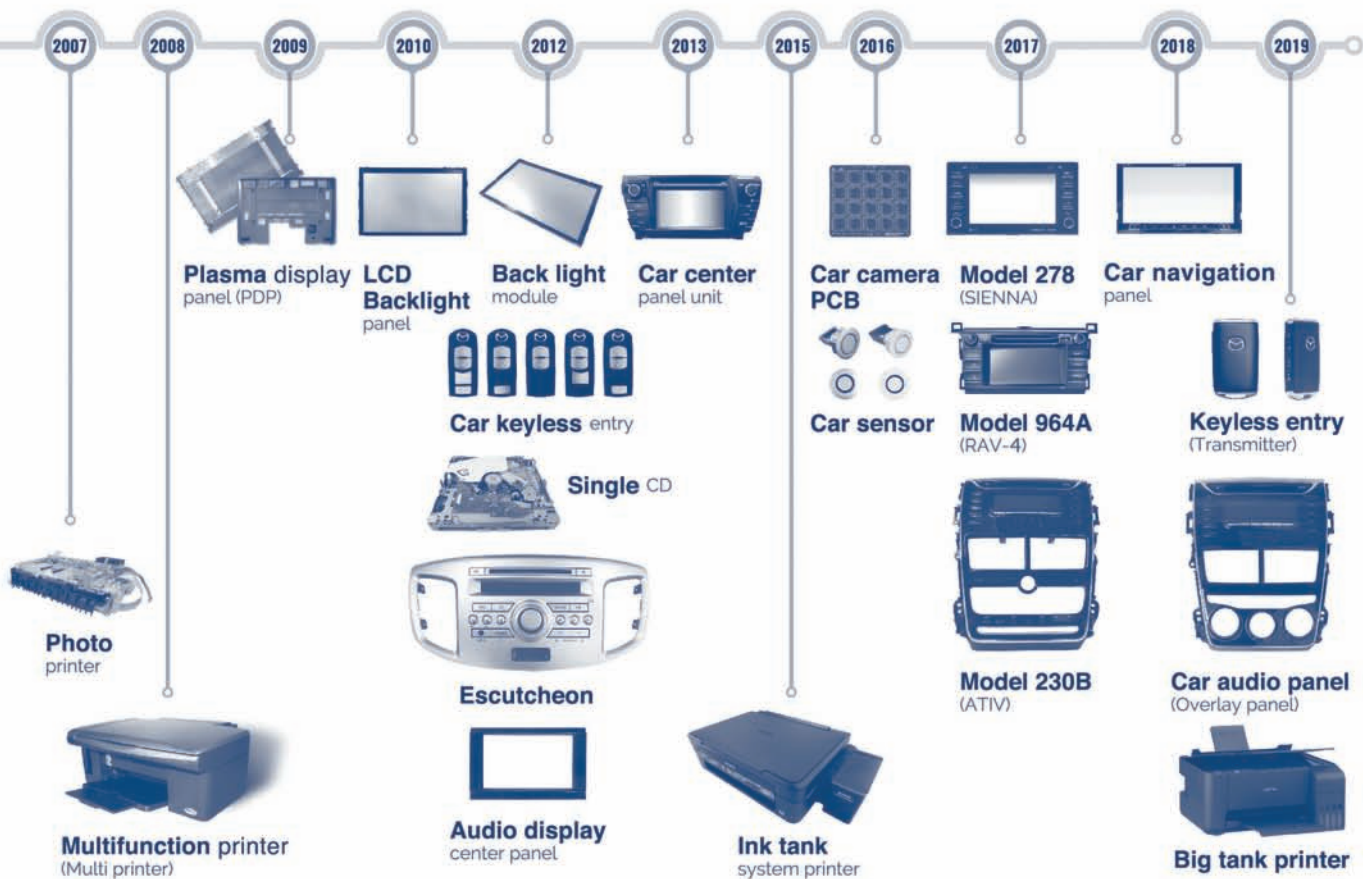 2007
2008
2009
2010
2012
2013
2015
2016
2017
2018
2019
Plasma display
panel (PDP)
LCD
Backlight
panel
Back light
module
Car center
panel unit
Car camera
PCB
Model 278
(SIENNA)
Car navigation
panel
Car keyless entry
Car sensor
Model 964A
(RAV-4)
Keyless entry
(Transmitter)
Single CD
Photo
printer
Escutcheon
Model 230B
(ATIV)
Car audio panel
(Overlay panel)
Multifunction printer
(Multi printer)
Audio display
center panel
Ink tank
system printer
Big tank printer